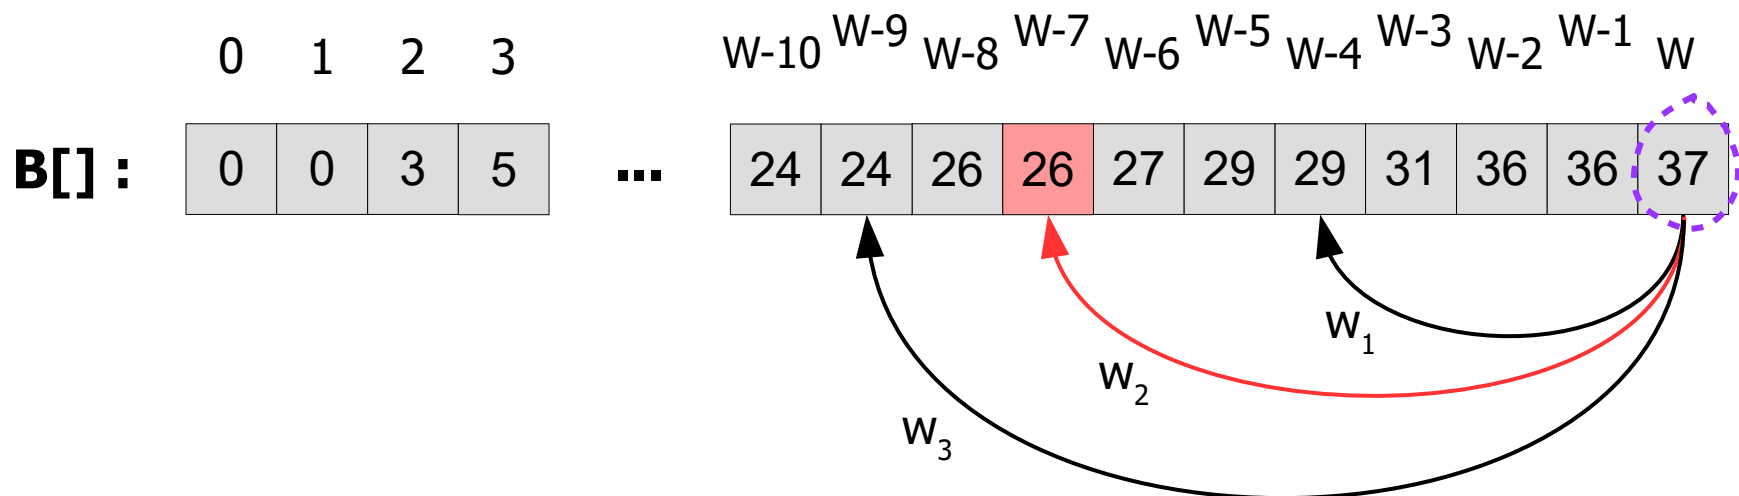 0 1 2 3 W-10 W-9 W-8 W-7 W-6 W-5 W-4 W-3 W-2 W-1 W
B[] : 0 0 3 5 ... 24 24 26 26 27 29 29 31 36 36 37
w1
w2
w3